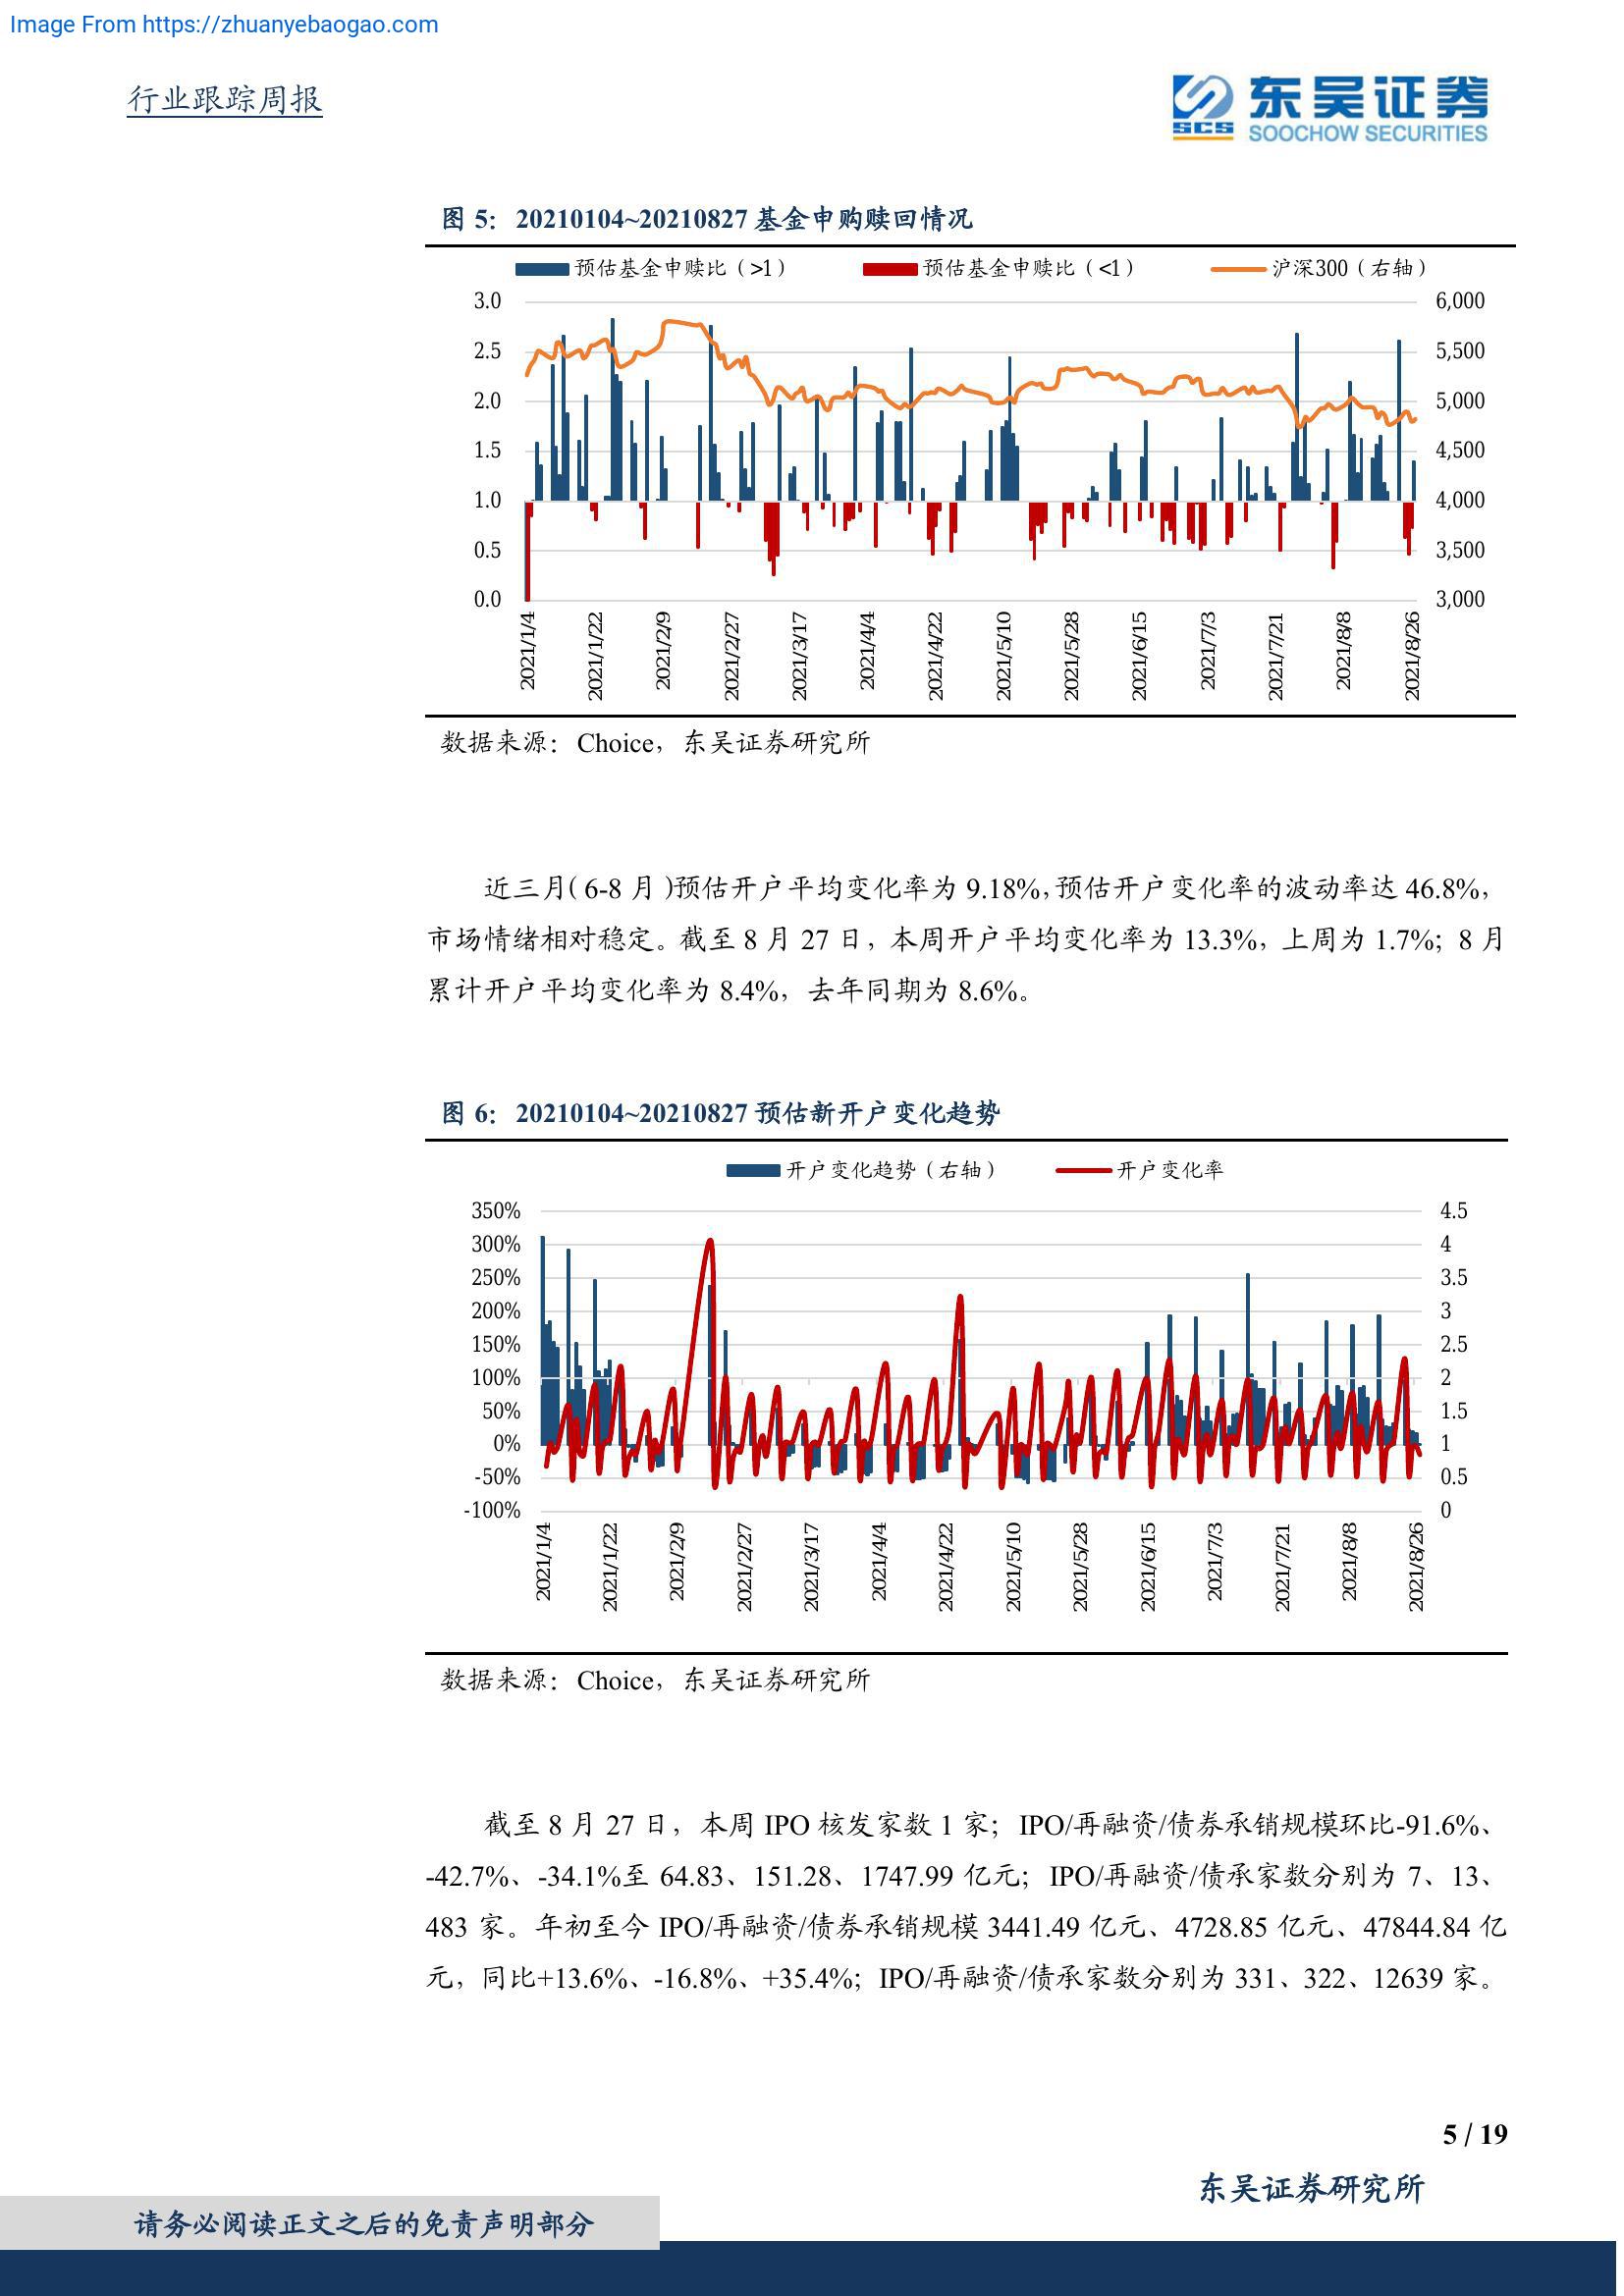 Image From https://zhuanyebaogao.com
行业跟踪周报
SCS
东吴证券
SOOCHOW SECURITIES
图 5： 20210104~20210827 基金申购赎回情况
预估基金申赎比（>1） 预估基金申赎比（<1） 沪深300（右轴）
3.0 6,000
2.5 5,500
2.0 5,000
1.5 4,500
1.0 4,000
0.5 3,500
0.0 3,000
2021/1/4 2021/1/22 2021/2/9 2021/2/27 2021/3/17 2021/4/4 2021/4/22 2021/5/10 2021/5/28 2021/6/15 2021/7/3 2021/7/21 2021/8/8 2021/8/26
数据来源：Choice，东吴证券研究所
近三月（6-8 月）预估开户平均变化率为 9.18%，预估开户变化率的波动率达 46.8%，
市场情绪相对稳定。截至 8 月 27 日，本周开户平均变化率为 13.3%，上周为 1.7%；8 月
累计开户平均变化率为 8.4%，去年同期为 8.6%。
图 6： 20210104~20210827 预估新开户变化趋势
开户变化趋势（右轴） 开户变化率
350% 4.5
300% 4
250% 3.5
200% 3
150% 2.5
100% 2
50% 1.5
0% 1
-50% 0.5
-100% 0
2021/1/4 2021/1/22 2021/2/9 2021/2/27 2021/3/17 2021/4/4 2021/4/22 2021/5/10 2021/5/28 2021/6/15 2021/7/3 2021/7/21 2021/8/8 2021/8/26
数据来源：Choice，东吴证券研究所
截至 8 月 27 日，本周 IPO 核发家数 1 家；IPO/再融资/债券承销规模环比-91.6%、
-42.7%、-34.1%至 64.83、151.28、1747.99 亿元；IPO/再融资/债承家数分别为 7、13、
483 家。年初至今 IPO/再融资/债券承销规模 3441.49 亿元、4728.85 亿元、47844.84 亿
元，同比+13.6%、-16.8%、+35.4%；IPO/再融资/债承家数分别为 331、322、12639 家。
5 / 19
东吴证券研究所
请务必阅读正文之后的免责声明部分